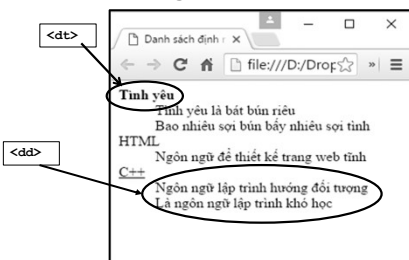 <dt>
Danh sách định r
file:///D:/Drop
Tình yêu
Tình yêu là bát bún riêu
Bao nhiêu sợi bún bấy nhiêu sợi tình
HTML
Ngôn ngữ để thiết kế trang web tĩnh
<dd>
C++
Ngôn ngữ lập trình hướng đối tượng
Là ngôn ngữ lập trình khó học